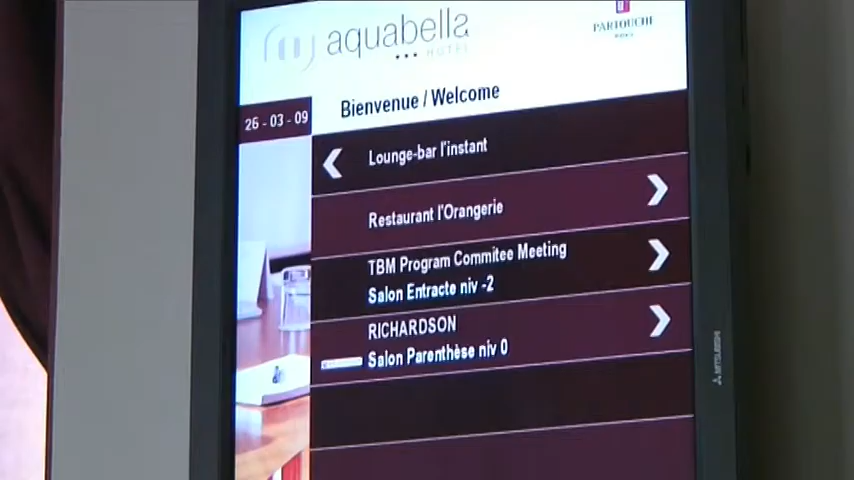 aquabella
HOTEL
PARTOUCHE
26 - 03 - 09
Bienvenue / Welcome
Lounge-bar l'instant
Restaurant l'Orangerie
TBM Program Commitee Meeting
Salon Entracte niv -2
RICHARDSON
Salon Parenthèse niv 0
MITSUBISHI